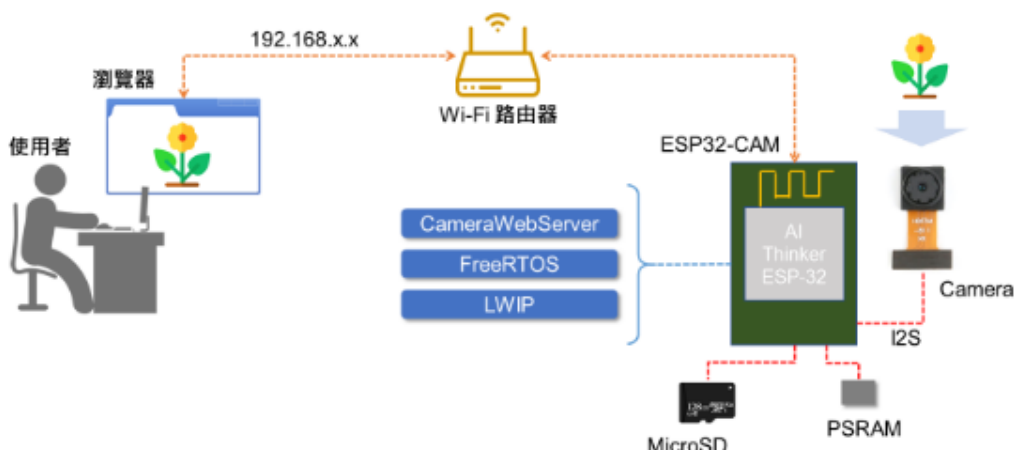 192.168.x.x
瀏覽器
Wi-Fi 路由器
使用者
ESP32-CAM
CameraWebServer
FreeRTOS
LWIP
AI
Thinker
ESP-32
Camera
I2S
PSRAM
MicroSD